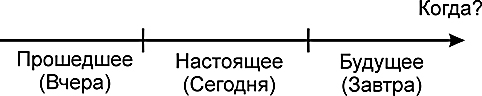 Когда?
Прошедшее Настоящее Будущее
(Вчера) (Сегодня) (Завтра)